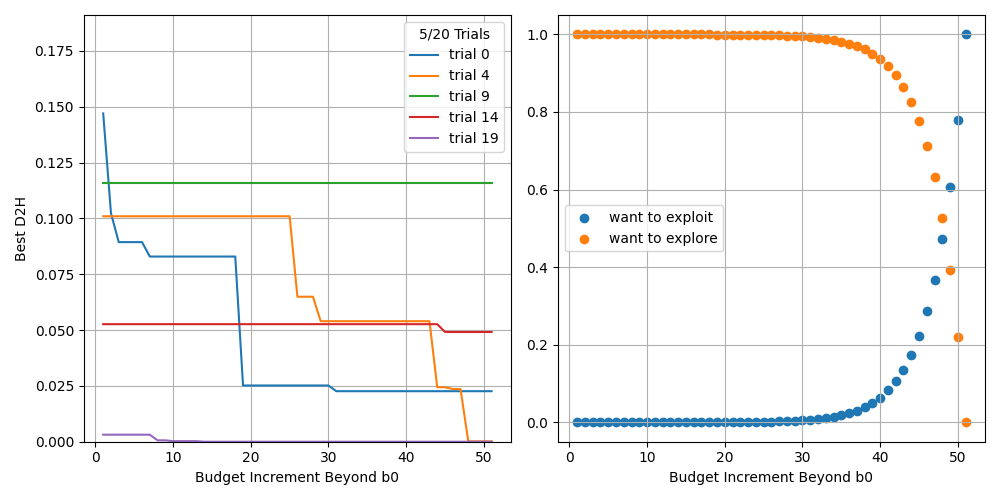 5/20 Trials
trial 0
trial 4
trial 9
trial 14
trial 19
0.175
0.150
0.125
0.100
0.075
0.050
0.025
0.000
Best D2H
0 10 20 30 40 50
Budget Increment Beyond b0
1.0
0.8
0.6
0.4
0.2
0.0
want to exploit
want to explore
0 10 20 30 40 50
Budget Increment Beyond b0